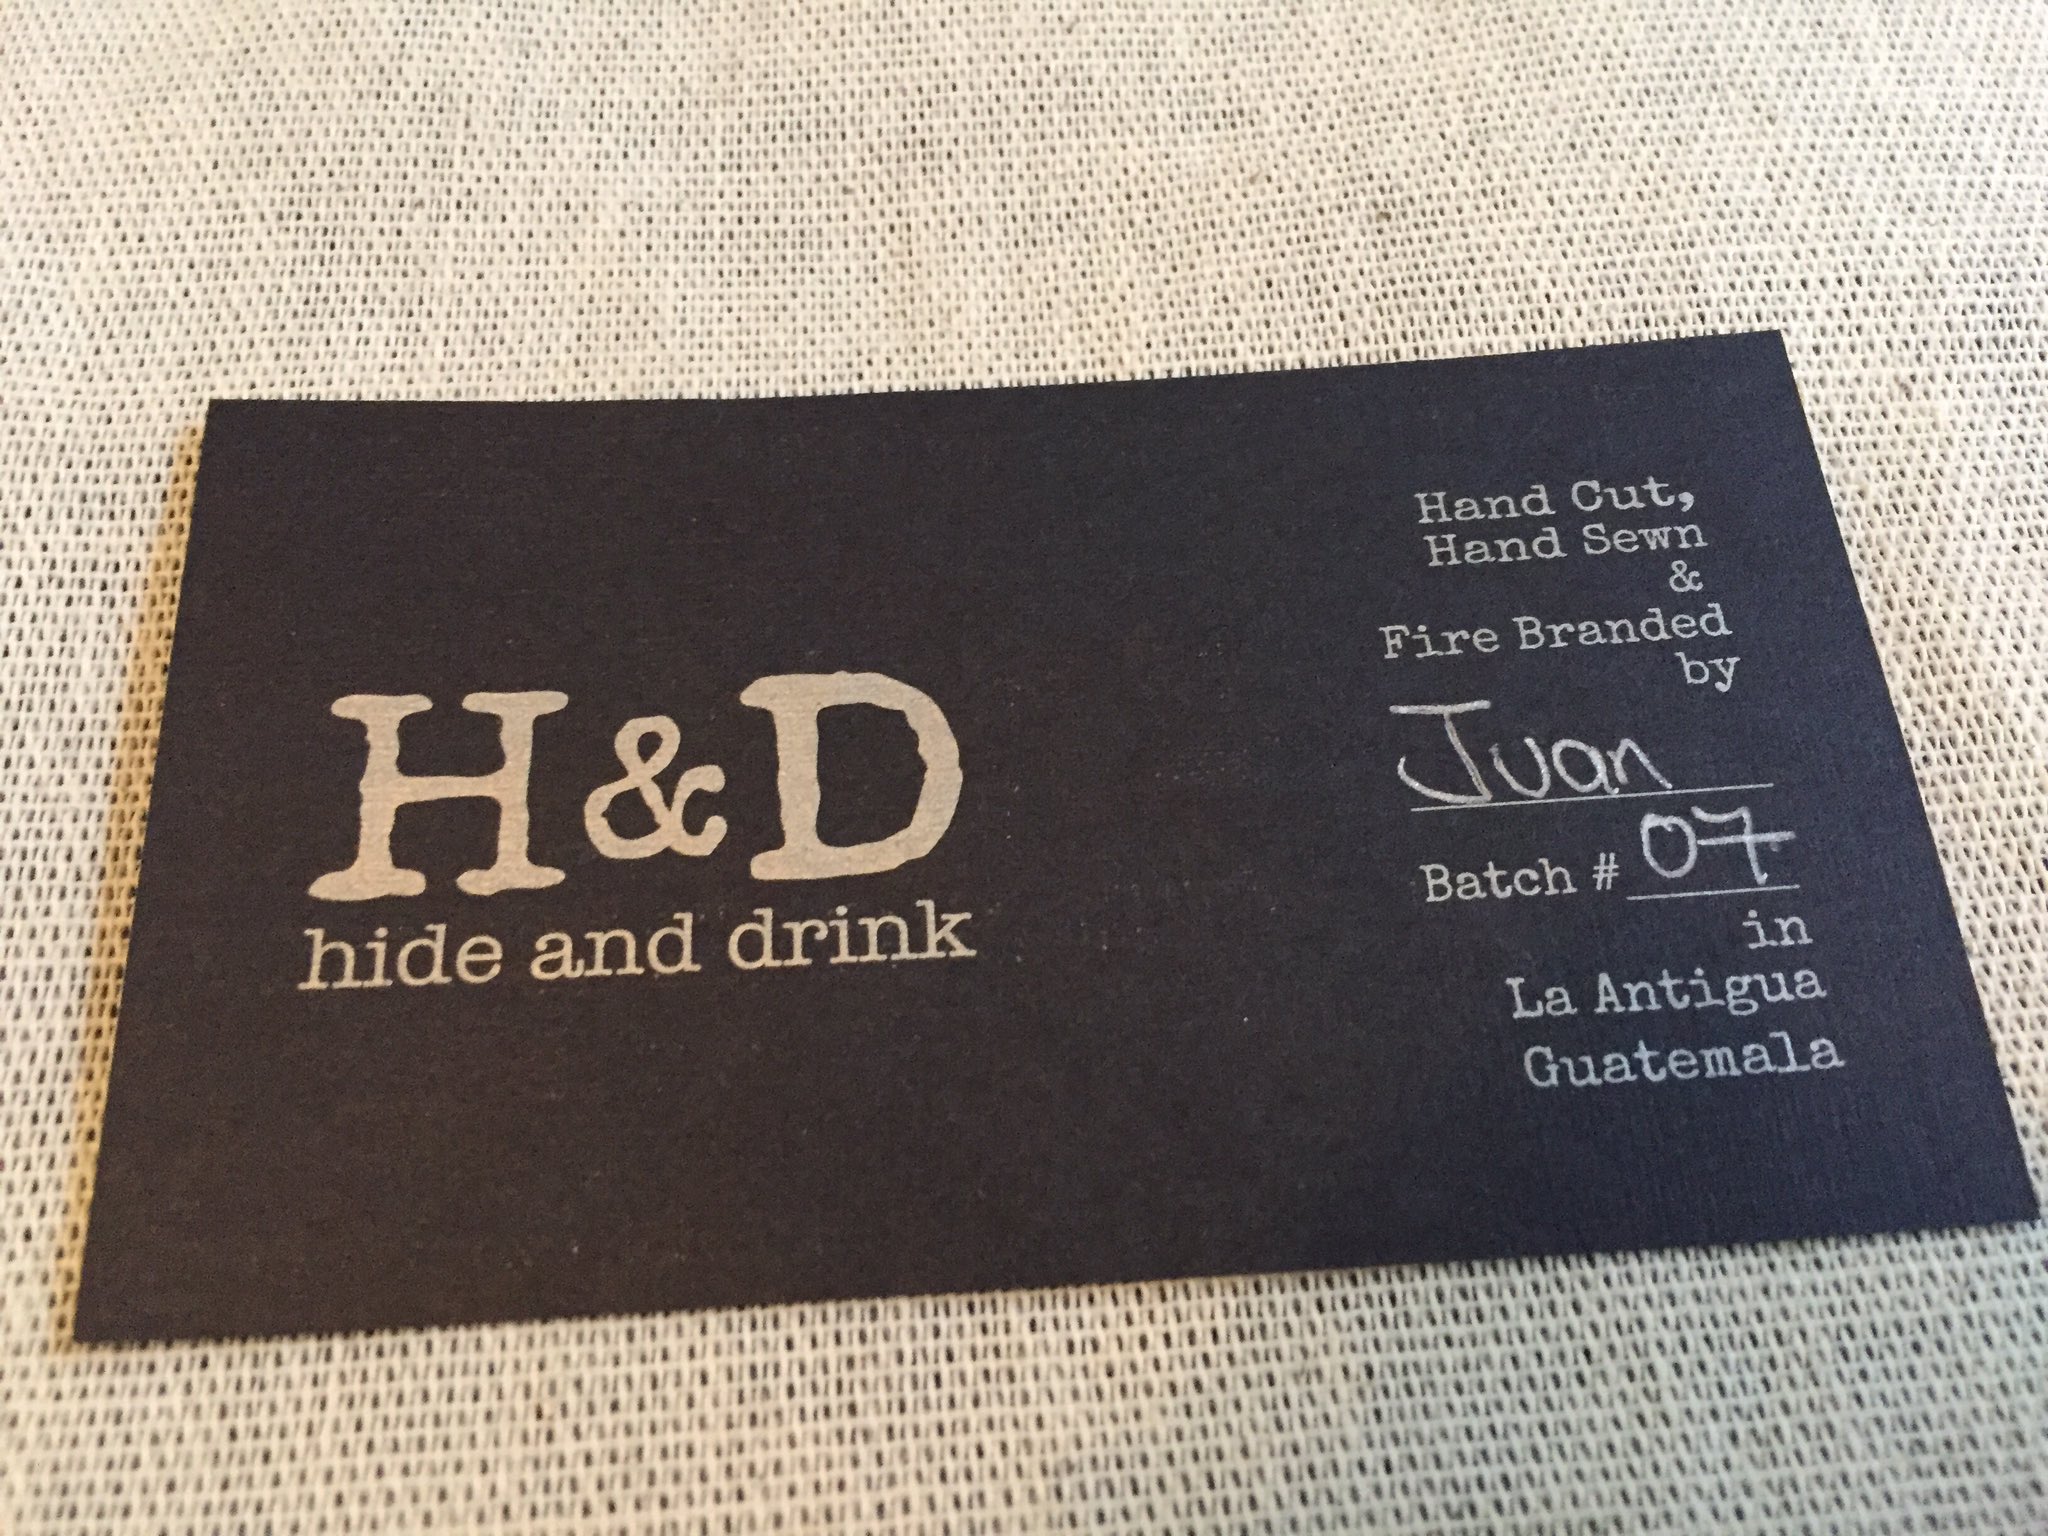 H&D
hide and drink
Hand Cut,
Hand Sewn
&
Fire Branded
by
Juan
Batch # 07
in
La Antigua
Guatemala